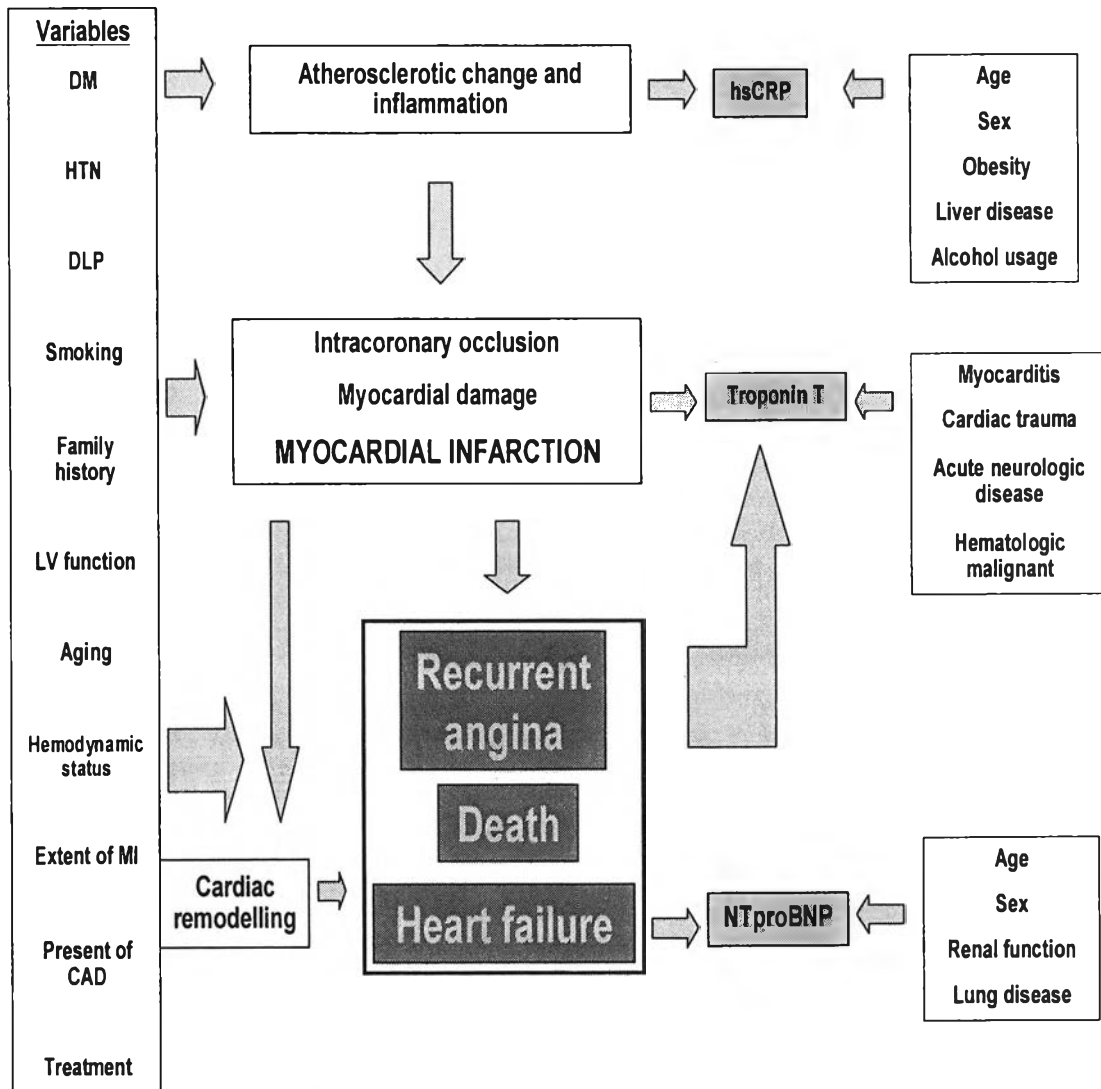 Variables
DM
HTN
DLP
Smoking
Family
history
LV function
Aging
Hemodynamic
status
Extent of MI
Present of
CAD
Treatment
Atherosclerotic change and
inflammation
hsCRP
Age
Sex
Obesity
Liver disease
Alcohol usage
Intracoronary occlusion
Myocardial damage
MYOCARDIAL INFARCTION
Troponin T
Myocarditis
Cardiac trauma
Acute neurologic
disease
Hematologic
malignant
Recurrent
angina
Death
Heart failure
Cardiac
remodelling
NTproBNP
Age
Sex
Renal function
Lung disease